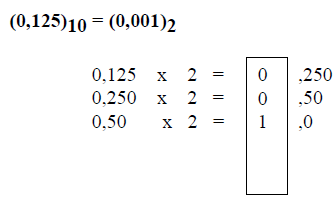 (0,125)10 = (0,001)2
0,125 x 2 = 0 ,250
0,250 x 2 = 0 ,50
0,50 x 2 = 1 ,0